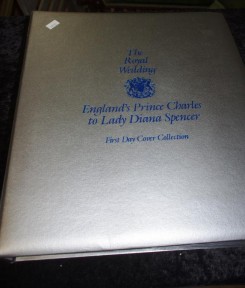 The
Royal
Wedding
England's Prince Charles
to Lady Diana Spencer
First Day Cover Collection